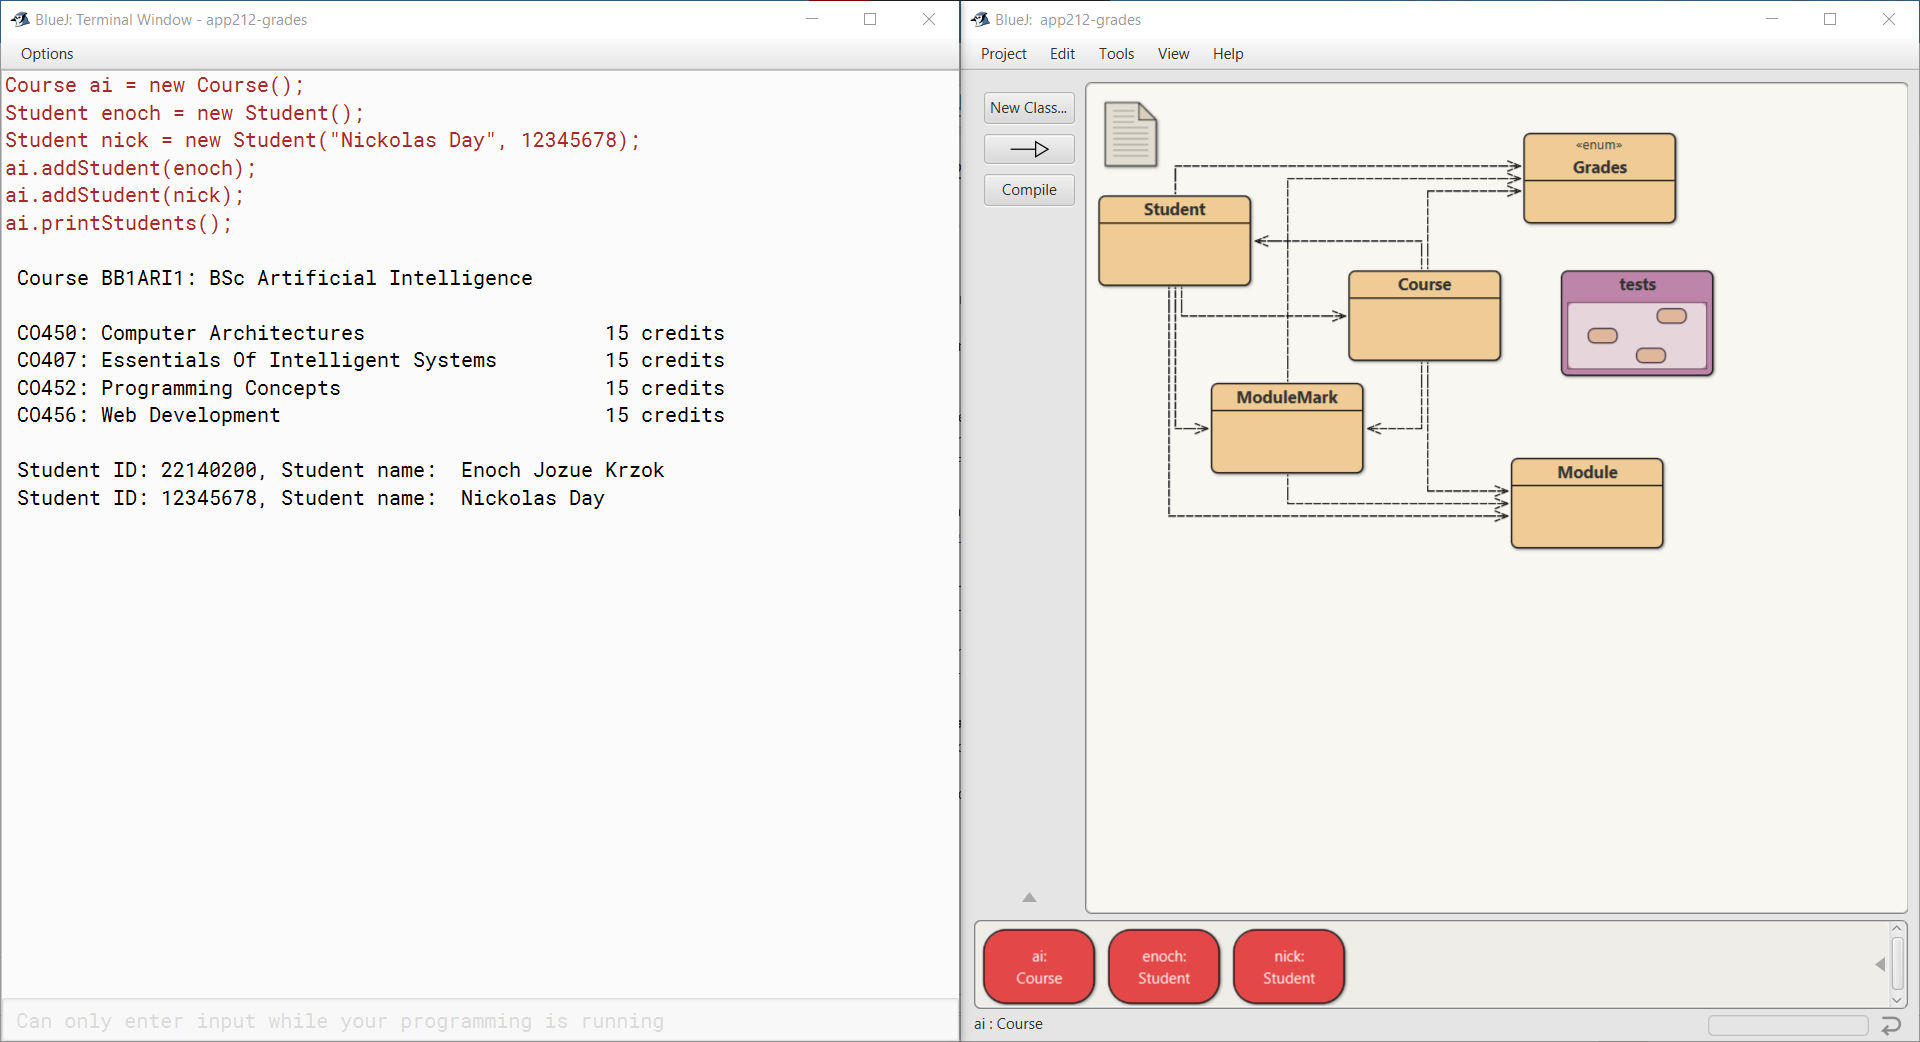 BlueJ: Terminal Window - app212-grades
Options
Course ai = new Course();
Student enoch = new Student();
Student nick = new Student("Nickolas Day", 12345678);
ai.addStudent(enoch);
ai.addStudent(nick);
ai.printStudents();
Course BB1ARI1: BSc Artificial Intelligence
CO450: Computer Architectures 15 credits
CO407: Essentials Of Intelligent Systems 15 credits
CO452: Programming Concepts 15 credits
CO456: Web Development 15 credits
Student ID: 22140200, Student name: Enoch Jozue Krzok
Student ID: 12345678, Student name: Nickolas Day
Can only enter input while your programming is running
BlueJ: app212-grades
Project Edit Tools View Help
New Class...
Compile
«enum»
Grades
Student
Course
tests
ModuleMark
Module
ai:
Course
enoch:
Student
nick:
Student
ai : Course